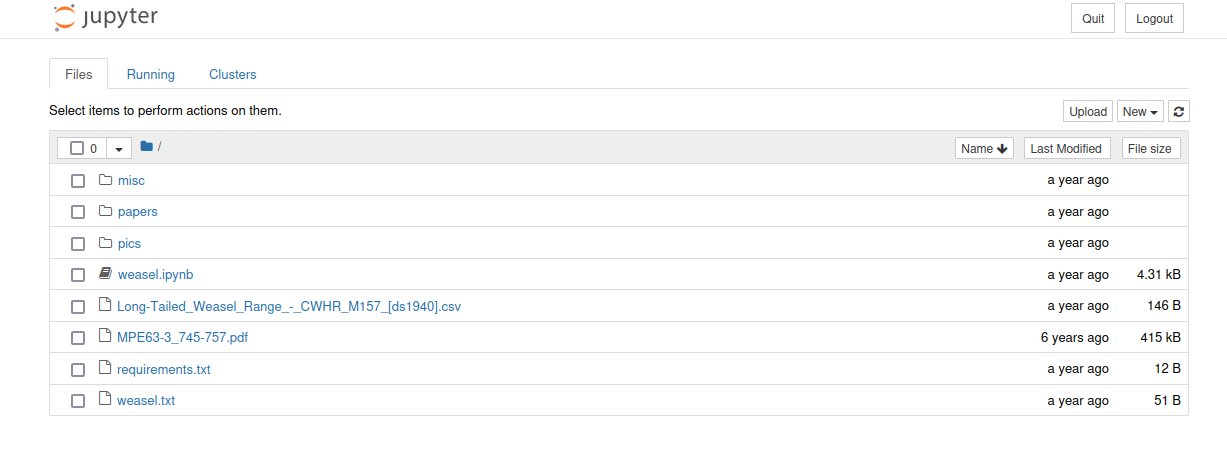 jupyter Quit Logout
Files Running Clusters
Select items to perform actions on them. Upload New
0 / Name Last Modified File size
misc a year ago
papers a year ago
pics a year ago
weasel.ipynb a year ago 4.31 kB
Long-Tailed_Weasel_Range_-_CWHR_M157_[ds1940].csv a year ago 146 B
MPE63-3_745-757.pdf 6 years ago 415 kB
requirements.txt a year ago 12 B
weasel.txt a year ago 51 B